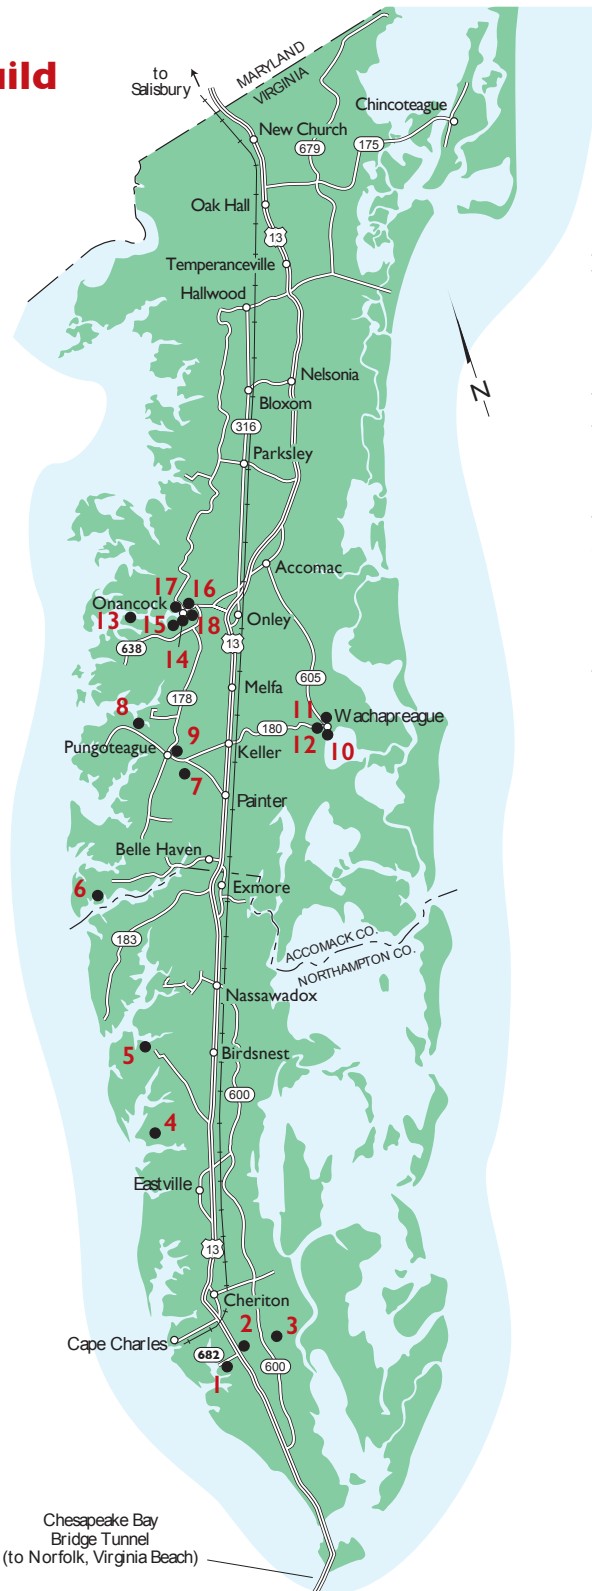 uild
to
Salisbury
MARYLAND
VIRGINIA
Chincoteague
New Church
679
175
Oak Hall
13
Temperanceville
Hallwood
N
Nelsonia
Bloxom
316
Parksley
Accomac
17
16
Onancock
13
15
18
Onley
638
14
13
605
Melfa
178
11
Wachapreague
8
180
12
10
9
Pungoteague
Keller
7
Painter
Belle Haven
6
Exmore
183
ACCOMACK CO.
NORTHAMPTON CO.
Nassawadox
5
Birdsnest
600
4
Eastville
13
Cheriton
2
3
Cape Charles
682
600
1
Chesapeake Bay
Bridge Tunnel
(to Norfolk, Virginia Beach)